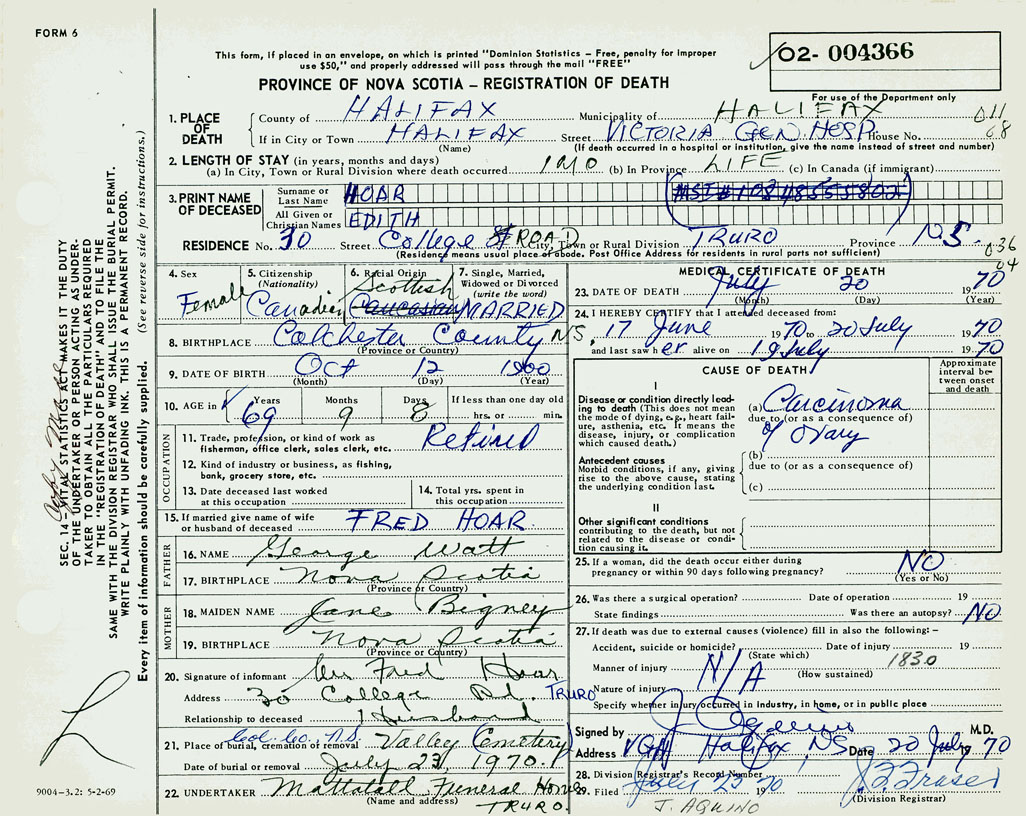 FORM 6
This form, if placed in an envelope, on which is printed "Dominion Statistics – Free, penalty for improper
use $50," and properly addressed will pass through the mail "FREE"
02- 004366
PROVINCE OF NOVA SCOTIA – REGISTRATION OF DEATH
For use of the Department only
1. PLACE OF DEATH
County of HALIFAX Municipality of HALIFAX 011
If in City or Town HALIFAX Street VICTORIA GEN. HOSP House No. 68
(Name) (If death occurred in a hospital or institution, give the name instead of street and number)
2. LENGTH OF STAY (in years, months and days)
(a) In City, Town or Rural Division where death occurred (b) In Province LIFE (c) In Canada (if immigrant)
3. PRINT NAME OF DECEASED
Surname or Last Name HOAR
All Given or Christian Names EDITH
RESIDENCE No. 30 Street College ST ROAD City, Town or Rural Division TRURO Province N.S. 036
(Residence means usual place of abode. Post Office Address for residents in rural parts not sufficient) 04
4. Sex Female
5. Citizenship (Nationality) Canadian
6. Racial Origin Scottish Caucasian
7. Single, Married, Widowed or Divorced (write the word) MARRIED
8. BIRTHPLACE Colchester County NS
(Province or Country)
9. DATE OF BIRTH Oct 12 1900
(Month) (Day) (Year)
10. AGE in Years Months Days If less than one day old
69 9 8 hrs. or min.
OCCUPATION
11. Trade, profession, or kind of work as fisherman, office clerk, sales clerk, etc. Retired
12. Kind of industry or business, as fishing, bank, grocery store, etc.
13. Date deceased last worked at this occupation
14. Total yrs. spent in this occupation
15. If married give name of wife or husband of deceased FRED HOAR
FATHER
16. NAME George Watt
17. BIRTHPLACE Nova Scotia
(Province or Country)
MOTHER
18. MAIDEN NAME Jane Bigney
19. BIRTHPLACE Nova Scotia
(Province or Country)
20. Signature of informant Fred Hoar
Address 30 College Rd. TRURO
Relationship to deceased Husband
21. Place of burial, cremation or removal Col. Co. N.S. Valley Cemetery
Date of burial or removal July 23, 1970
22. UNDERTAKER Mattatall Funeral Home
(Name and address) TRURO.
MEDICAL CERTIFICATE OF DEATH
23. DATE OF DEATH July 20 1970
(Month) (Day) (Year)
24. I HEREBY CERTIFY that I attended deceased from:
17 June 1970 to 20 July 1970
and last saw her alive on 19 July 1970
CAUSE OF DEATH
Approximate interval between onset and death
I
Disease or condition directly leading to death (This does not mean the mode of dying, e.g., heart failure, asthenia, etc. It means the disease, injury, or complication which caused death.)
(a) Carcinoma
due to (or as a consequence of)
of Ovary
Antecedent causes
Morbid conditions, if any, giving rise to the above cause, stating the underlying condition last.
(b)
due to (or as a consequence of)
(c)
II
Other significant conditions
contributing to the death, but not related to the disease or condition causing it.
25. If a woman, did the death occur either during pregnancy or within 90 days following pregnancy? NO
(Yes or No)
26. Was there a surgical operation? Date of operation 19
State findings Was there an autopsy? NO
27. If death was due to external causes (violence) fill in also the following: –
Accident, suicide or homicide? Date of injury 19
(State which) 1830
Manner of injury N/A
(How sustained)
Nature of injury
Specify whether injury occurred in industry, in home, or in public place
Signed by M.D.
Address VGH Halifax, NS Date 20 July 1970
28. Division Registrar's Record Number
29. Filed July 23 1970 Fraser
(Division Registrar)
J. AQUINO
SEC. 14 – VITAL STATISTICS ACT MAKES IT THE DUTY
OF THE UNDERTAKER OR PERSON ACTING AS UNDER-
TAKER TO OBTAIN ALL THE PARTICULARS REQUIRED
IN THE "REGISTRATION OF DEATH" AND TO FILE THE
SAME WITH THE DIVISION REGISTRAR WHO SHALL ISSUE THE BURIAL PERMIT.
WRITE PLAINLY WITH UNFADING INK. THIS IS A PERMANENT RECORD.
Every item of information should be carefully supplied. (See reverse side for instructions.)
9004–3.2: 5-2-69